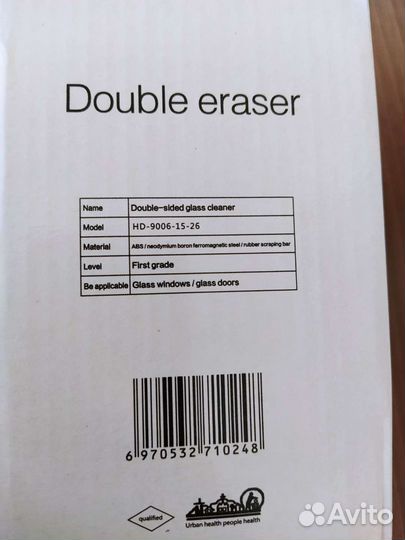 Double eraser
Name Double-sided glass cleaner
Model HD-9006-15-26
Material ABS / neodymium boron ferromagnetic steel / rubber scraping bar
Level First grade
Be applicable Glass windows / glass doors
6 970532 710248
qualified
Urban health people health
Avito